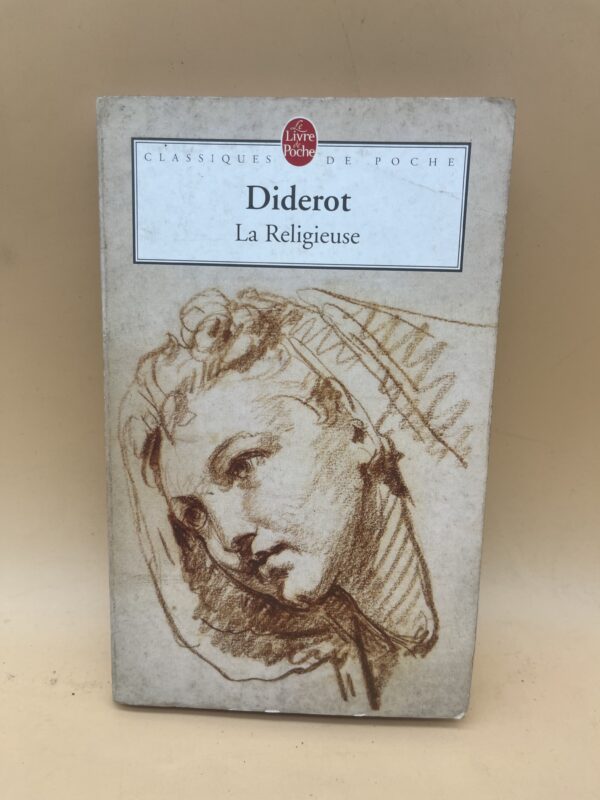 Le
Livre
de
Poche
CLASSIQUES DE POCHE
Diderot
La Religieuse